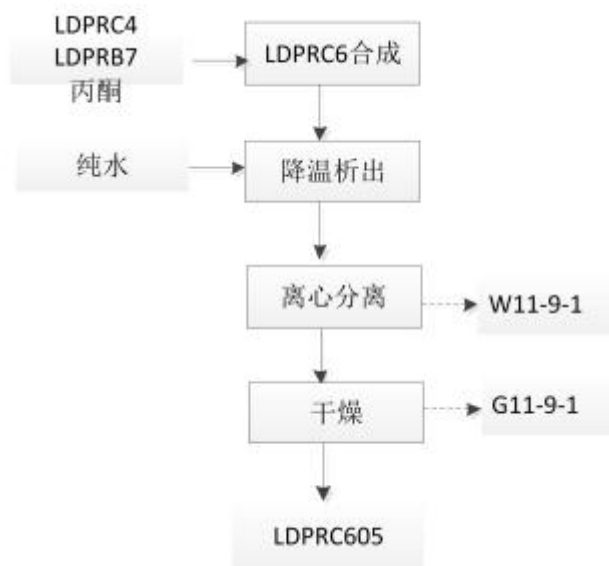 LDPRC4
LDPRB7
丙酮
LDPRC6合成
纯水
降温析出
离心分离
W11-9-1
干燥
G11-9-1
LDPRC605